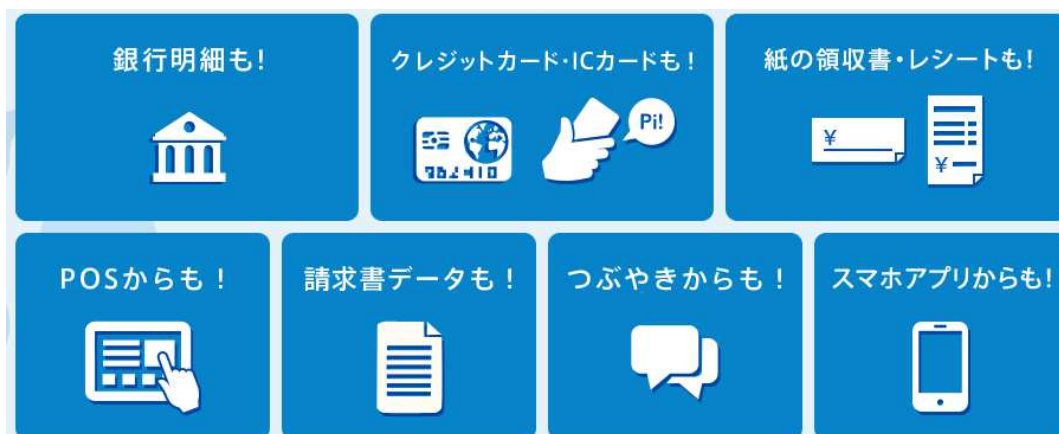 銀行明細も!
クレジットカード・ICカードも!
紙の領収書・レシートも!
Pi!
¥
¥
POSからも!
請求書データも!
つぶやきからも!
スマホアプリからも!